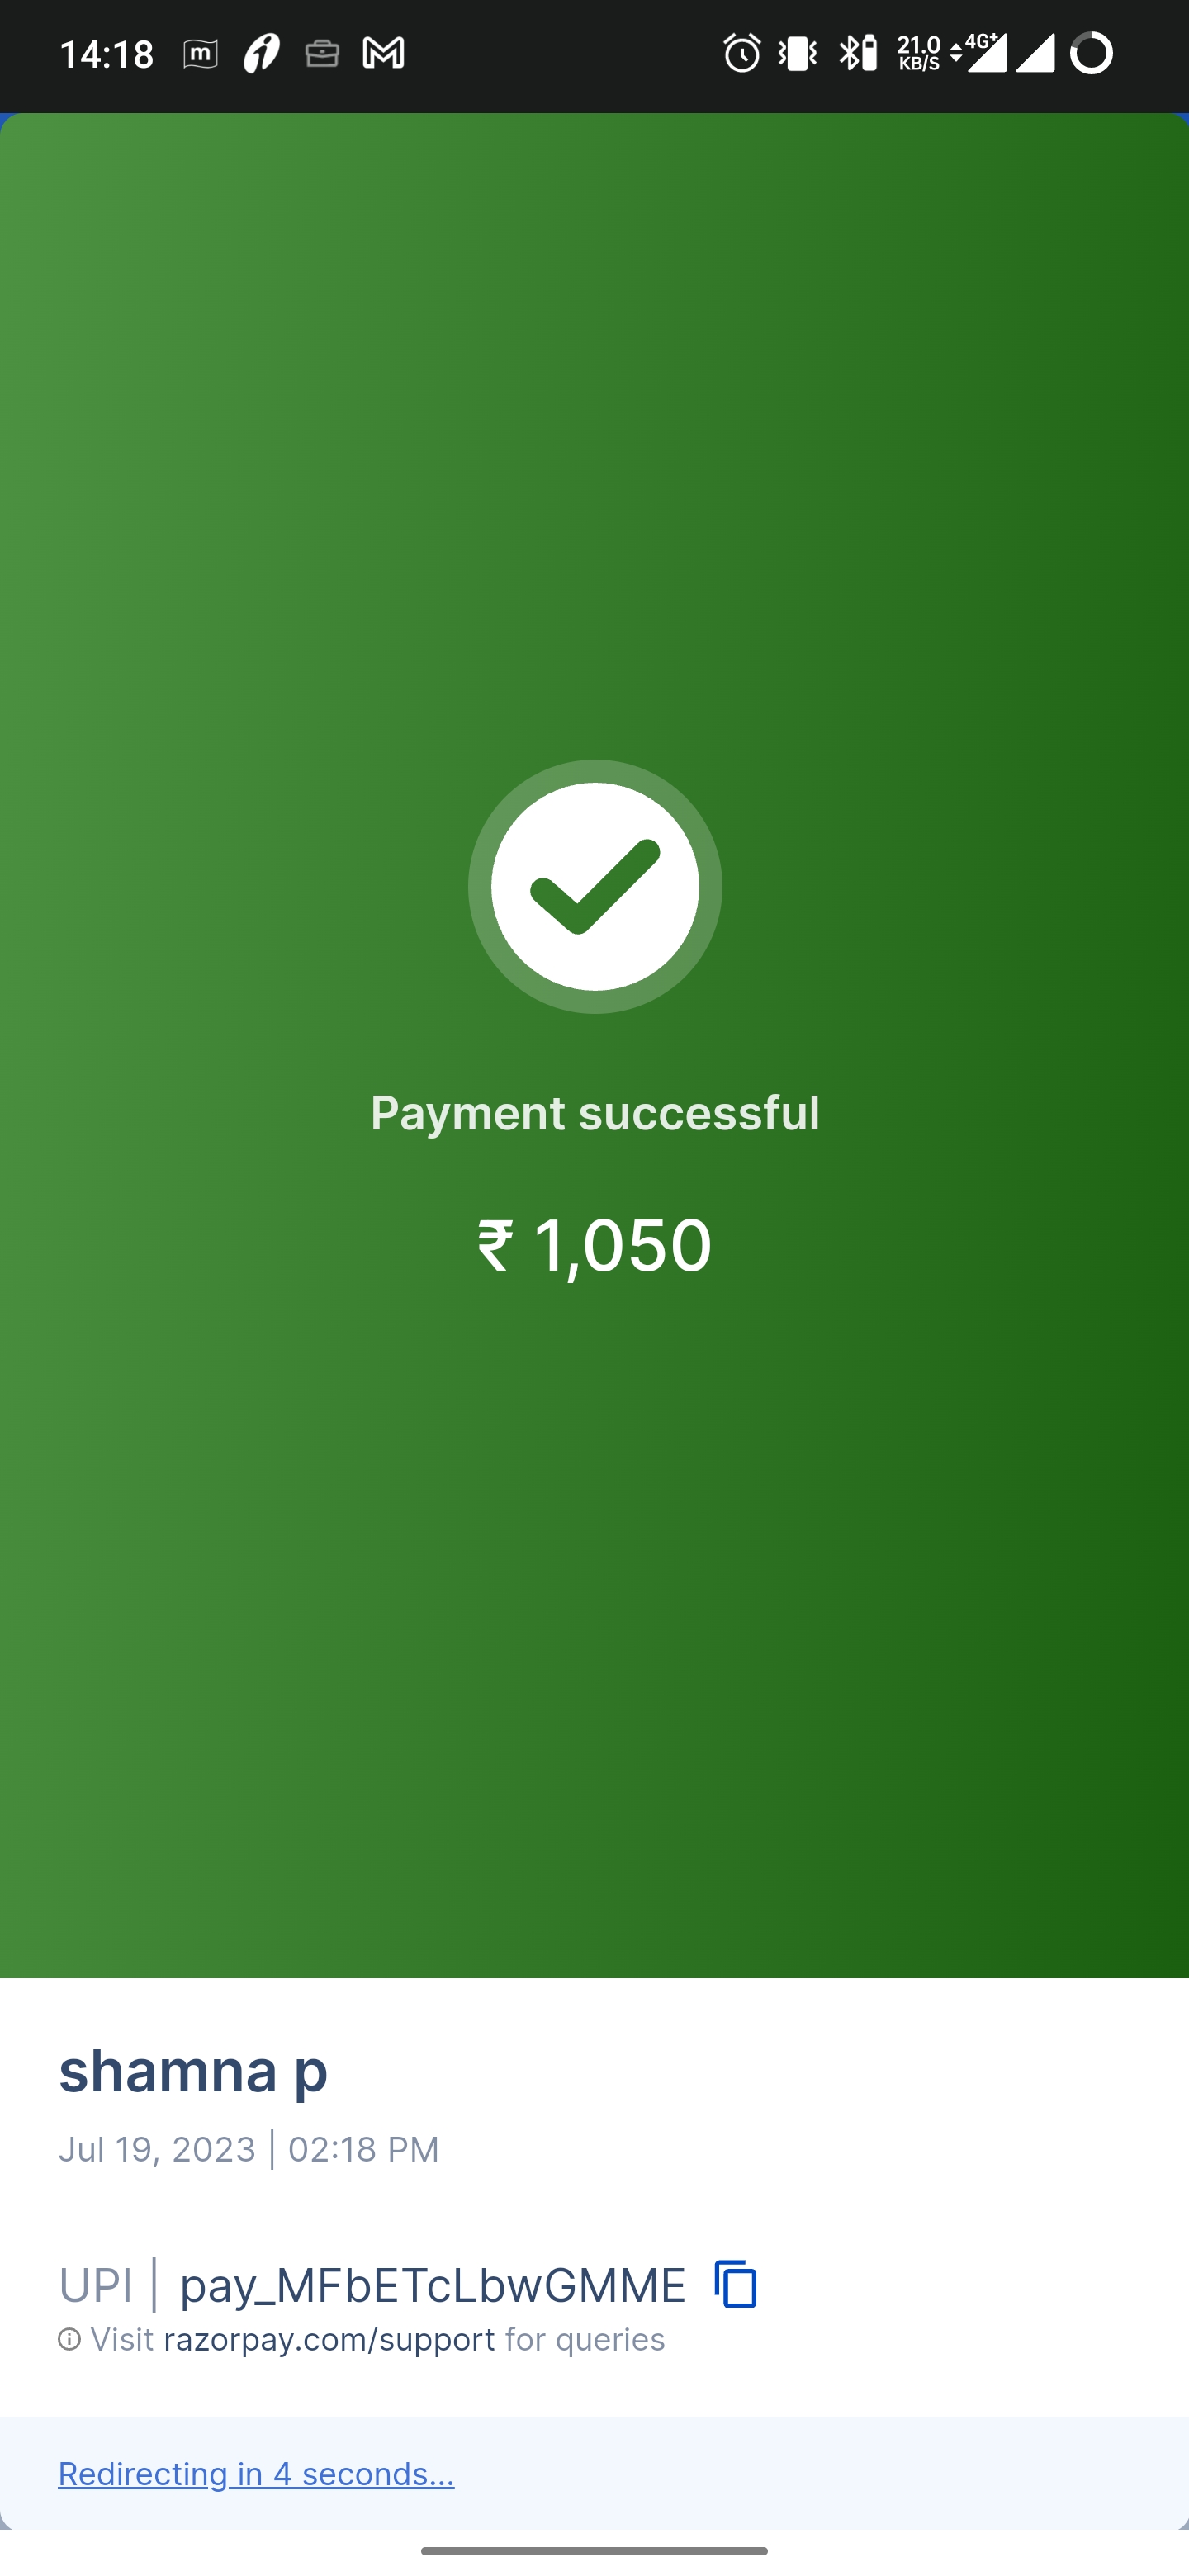 14:18 m 21.0 KB/S 4G+
Payment successful
₹ 1,050
shamna p
Jul 19, 2023 | 02:18 PM
UPI | pay_MFbETcLbwGMME
Visit razorpay.com/support for queries
Redirecting in 4 seconds...